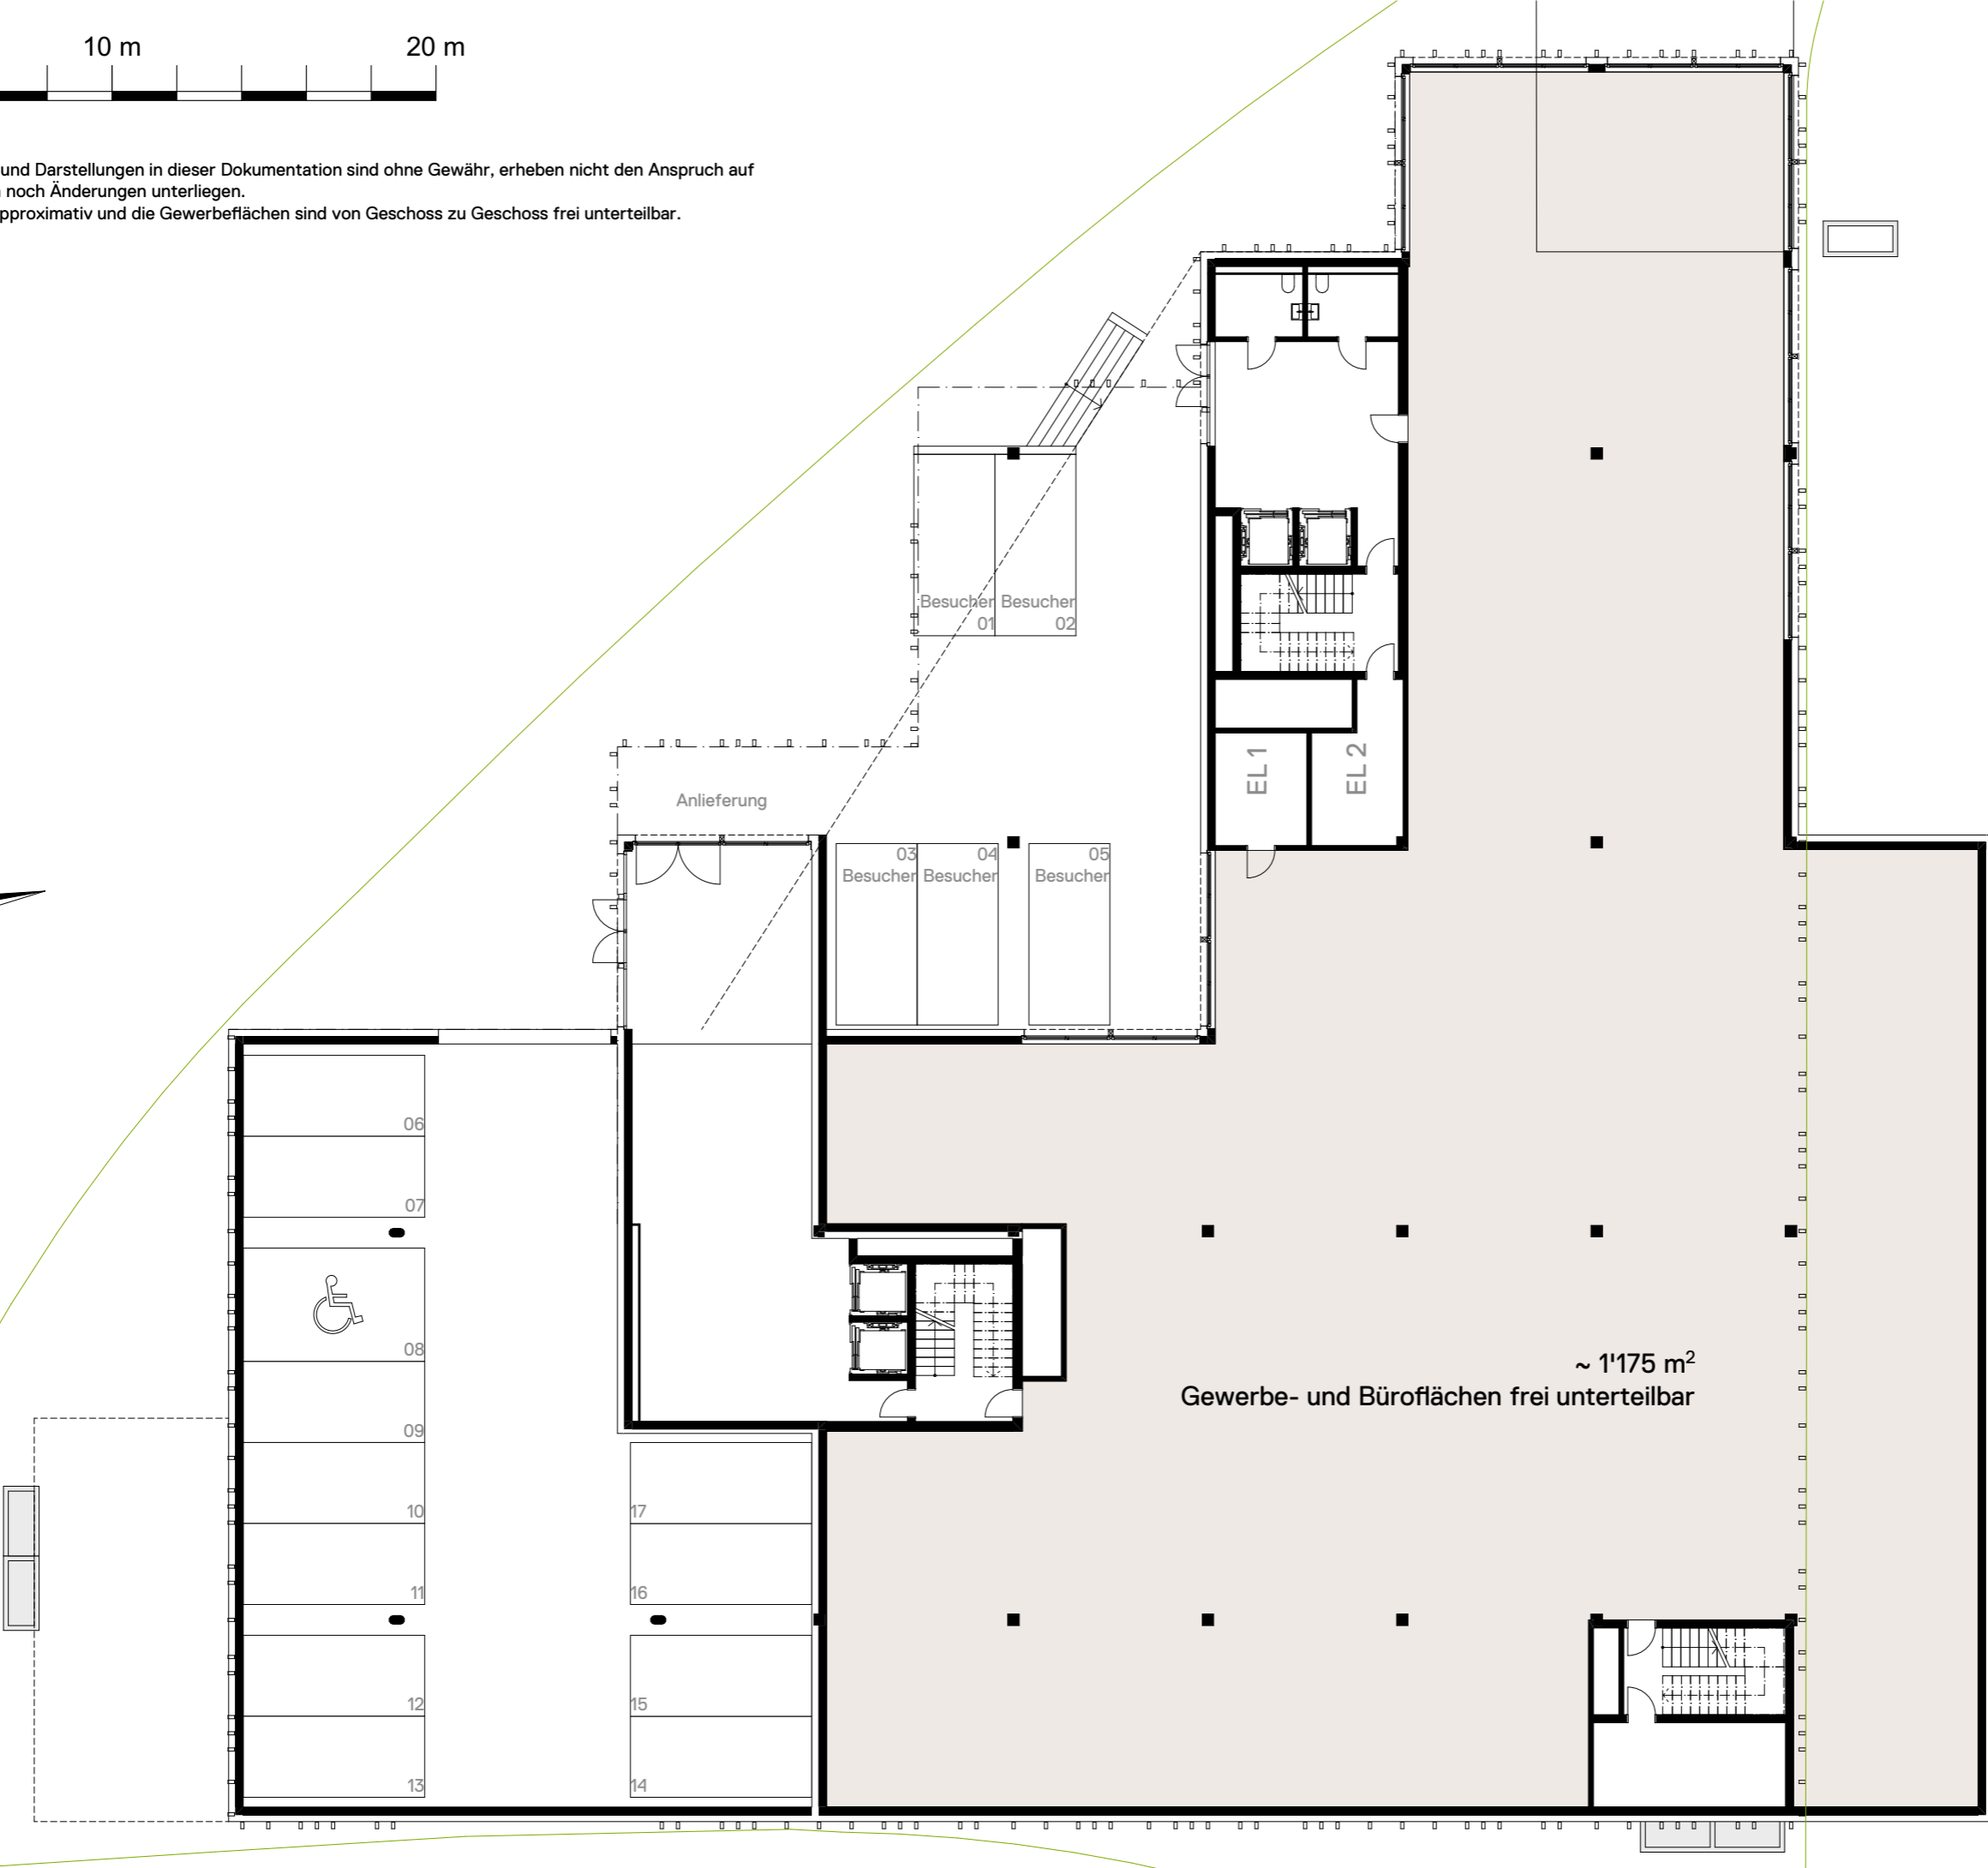 10 m 20 m
und Darstellungen in dieser Dokumentation sind ohne Gewähr, erheben nicht den Anspruch auf
noch Änderungen unterliegen.
pproximativ und die Gewerbeflächen sind von Geschoss zu Geschoss frei unterteilbar.
Besucher Besucher
01 02
EL 1 EL 2
Anlieferung
03 04 05
Besucher Besucher Besucher
06
07
08
09
10
11
12
13
17
16
15
14
~ 1'175 m²
Gewerbe- und Büroflächen frei unterteilbar